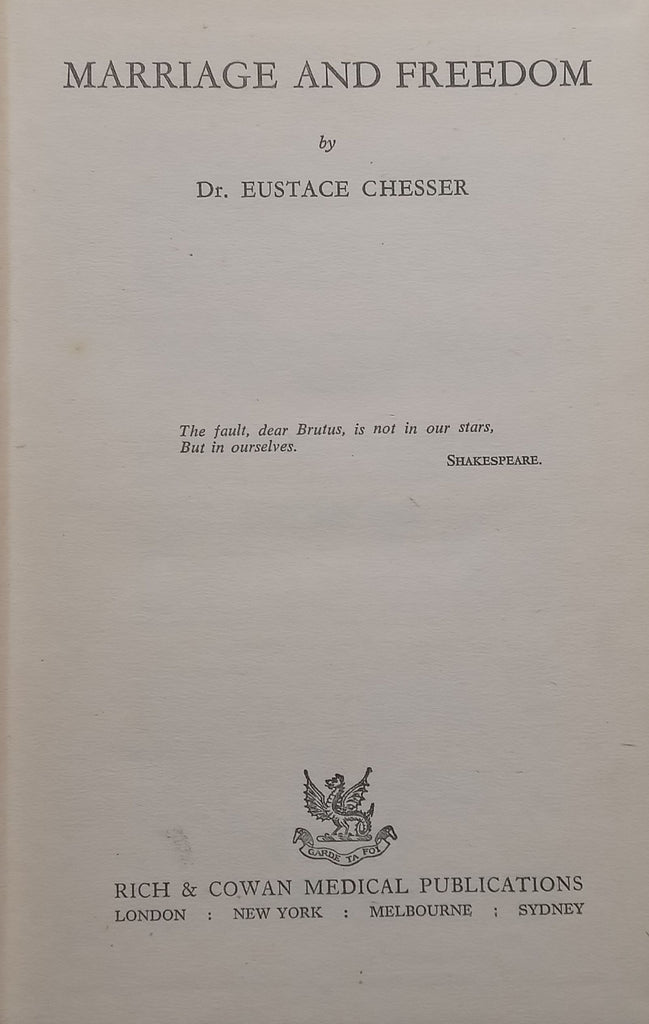 MARRIAGE AND FREEDOM
by
Dr. EUSTACE CHESSER
The fault, dear Brutus, is not in our stars,
But in ourselves.
SHAKESPEARE.
GARDE TA FOY
RICH & COWAN MEDICAL PUBLICATIONS
LONDON : NEW YORK : MELBOURNE : SYDNEY